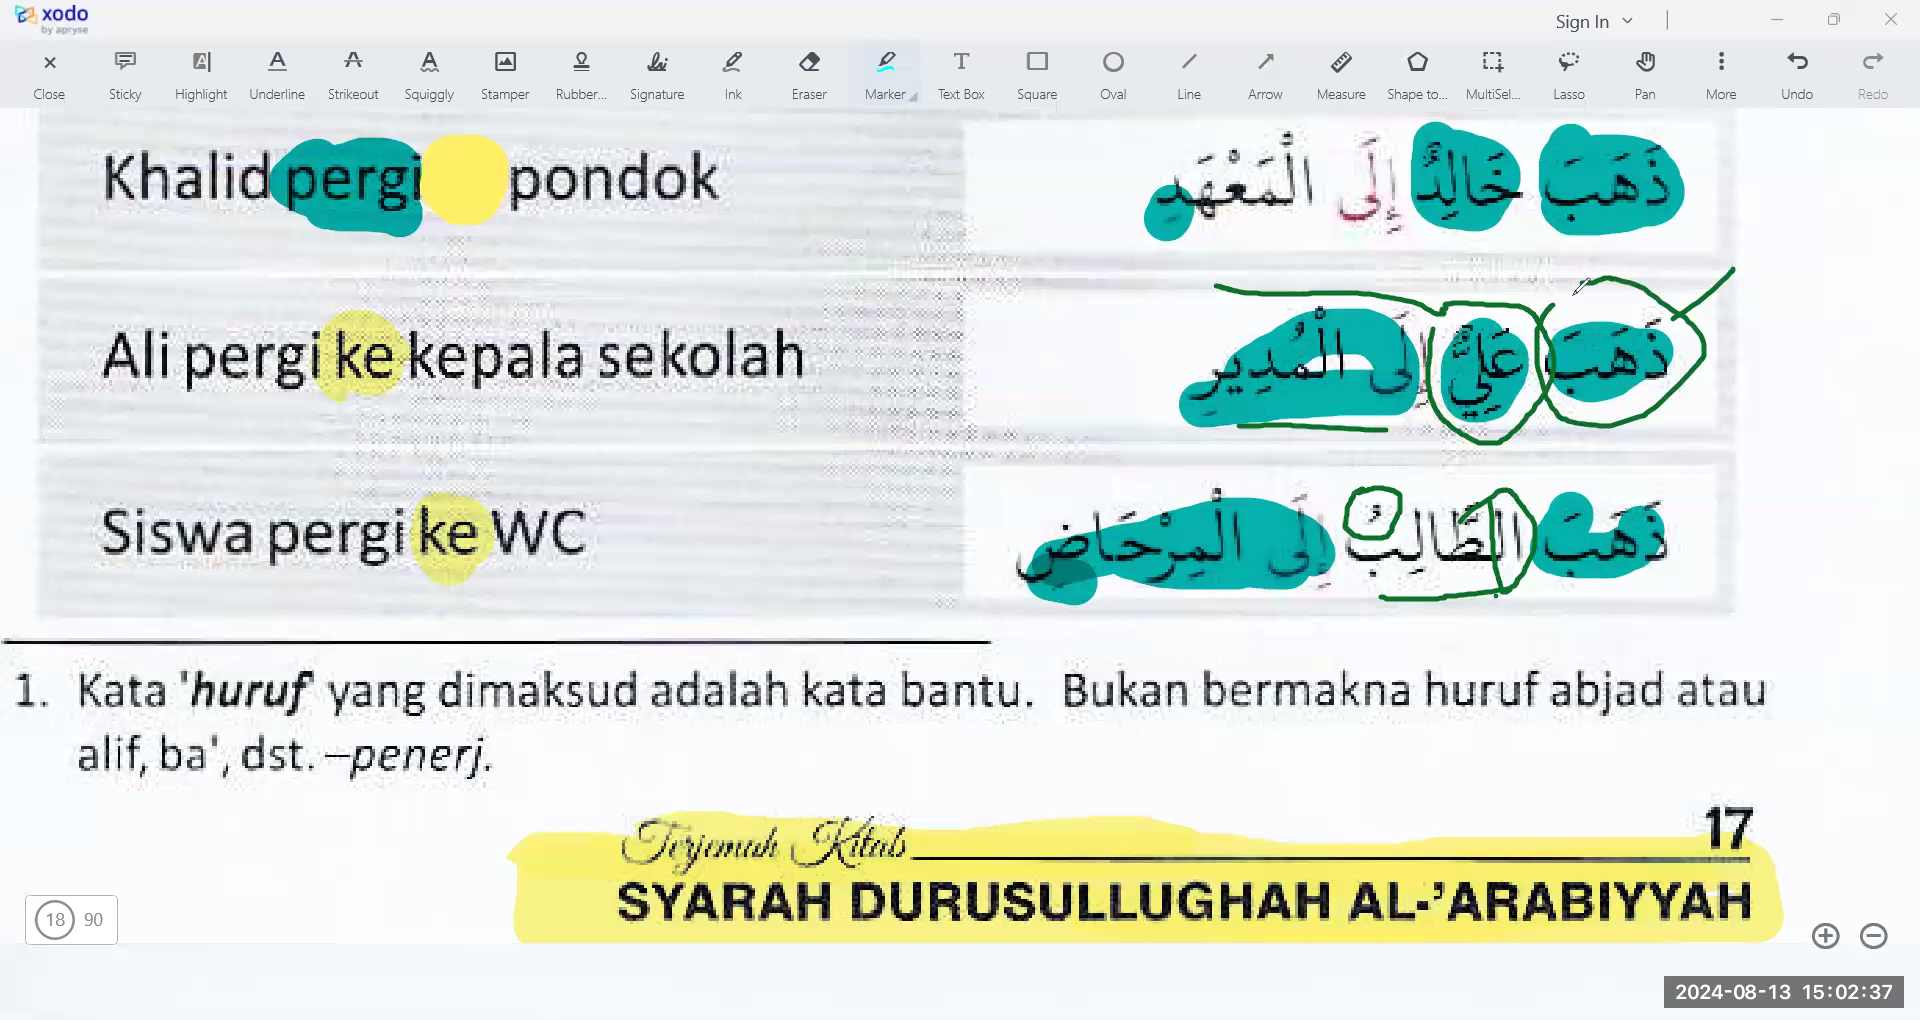 xodo
by apryse
Sign In
Close Sticky Highlight Underline Strikeout Squiggly Stamper Rubber... Signature Ink Eraser Marker Text Box Square Oval Line Arrow Measure Shape to... MultiSel... Lasso Pan More Undo Redo
Khalid pergi pondok
ذَهَبَ خَالِدٌ إِلَى الْمَعْهَدِ
Ali pergi ke kepala sekolah
ذَهَبَ عَلِيٌّ إِلَى الْمُدِيرِ
Siswa pergi ke WC
ذَهَبَ الطَّالِبُ إِلَى الْمِرْحَاضِ
1. Kata 'huruf' yang dimaksud adalah kata bantu. Bukan bermakna huruf abjad atau
alif, ba', dst. –penerj.
17
Terjemah Kitab
SYARAH DURUSULLUGHAH AL-'ARABIYYAH
18 90
2024-08-13 15:02:37